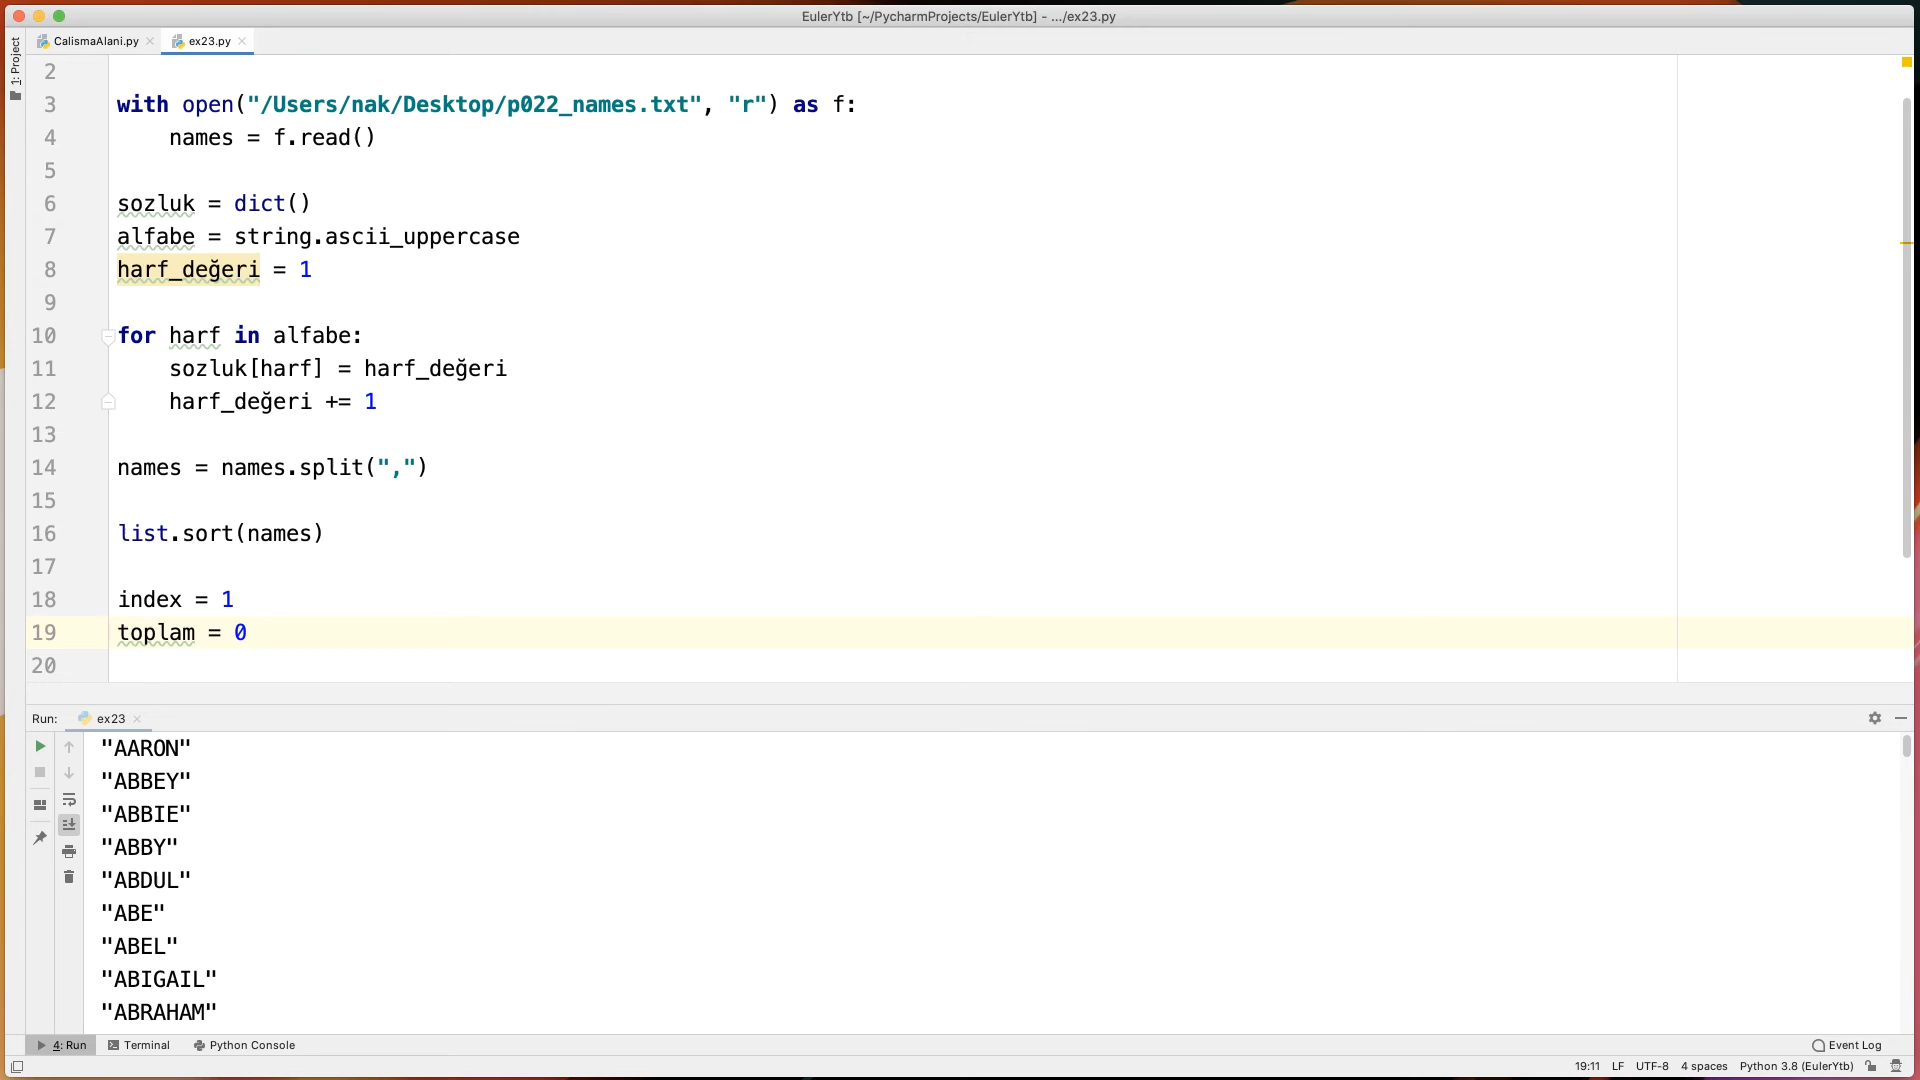 EulerYtb [~/PycharmProjects/EulerYtb] - .../ex23.py
1: Project
CalismaAlani.py
ex23.py
2
3 with open("/Users/nak/Desktop/p022_names.txt", "r") as f:
4     names = f.read()
5
6 sozluk = dict()
7 alfabe = string.ascii_uppercase
8 harf_değeri = 1
9
10 for harf in alfabe:
11     sozluk[harf] = harf_değeri
12     harf_değeri += 1
13
14 names = names.split(",")
15
16 list.sort(names)
17
18 index = 1
19 toplam = 0
20
Run: ex23
"AARON"
"ABBEY"
"ABBIE"
"ABBY"
"ABDUL"
"ABE"
"ABEL"
"ABIGAIL"
"ABRAHAM"
4: Run Terminal Python Console Event Log
19:11 LF UTF-8 4 spaces Python 3.8 (EulerYtb)